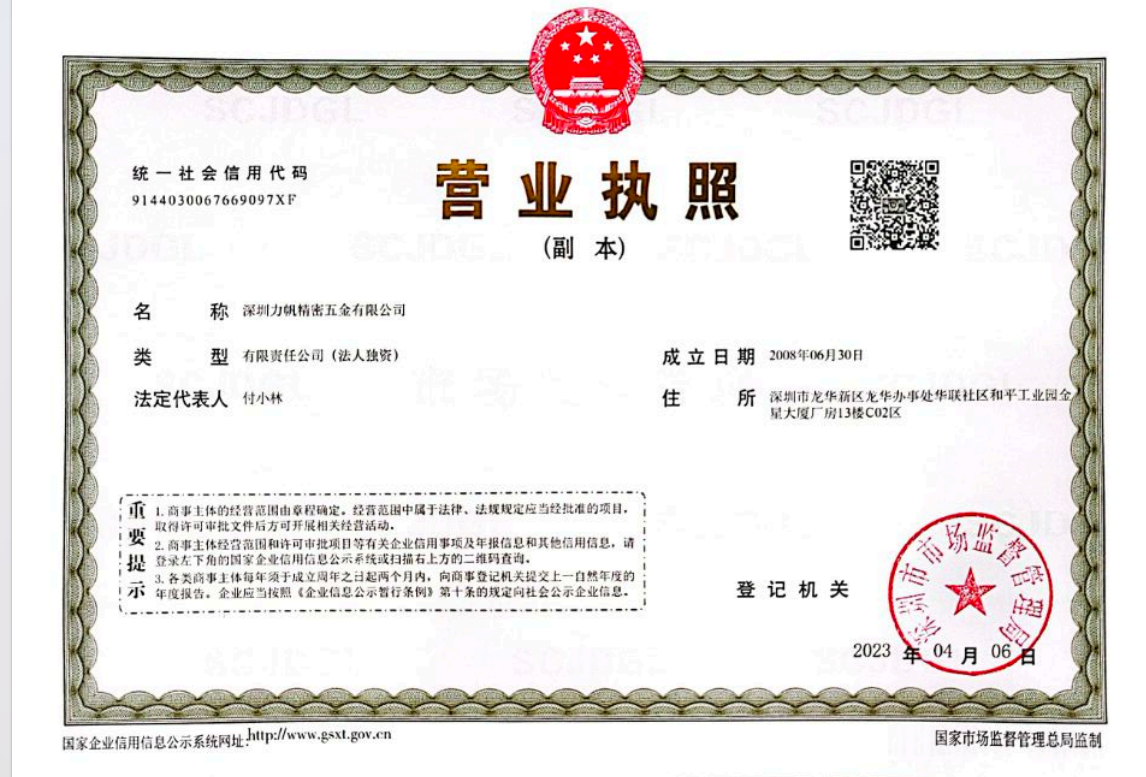 统一社会信用代码
9144030067669097XF
营业执照
(副 本)
名 称 深圳力帆精密五金有限公司
类 型 有限责任公司（法人独资）
成立日期 2008年06月30日
法定代表人 付小林
住 所 深圳市龙华新区龙华办事处华联社区和平工业园金
星大厦厂房13楼C02区
重要提示
1. 商事主体的经营范围由章程确定。经营范围中属于法律、法规规定应当经批准的项目，
取得许可审批文件后方可开展相关经营活动。
2. 商事主体经营范围和许可审批项目等有关企业信用事项及年报信息和其他信用信息，请
登录左下角的国家企业信用信息公示系统或扫描右上方的二维码查询。
3. 各类商事主体每年须于成立周年之日起两个月内，向商事登记机关提交上一自然年度的
年度报告。企业应当按照《企业信息公示暂行条例》第十条的规定向社会公示企业信息。
登记机关
深圳市市场监督管理局
2023 年 04 月 06 日
国家企业信用信息公示系统网址:http://www.gsxt.gov.cn
国家市场监督管理总局监制